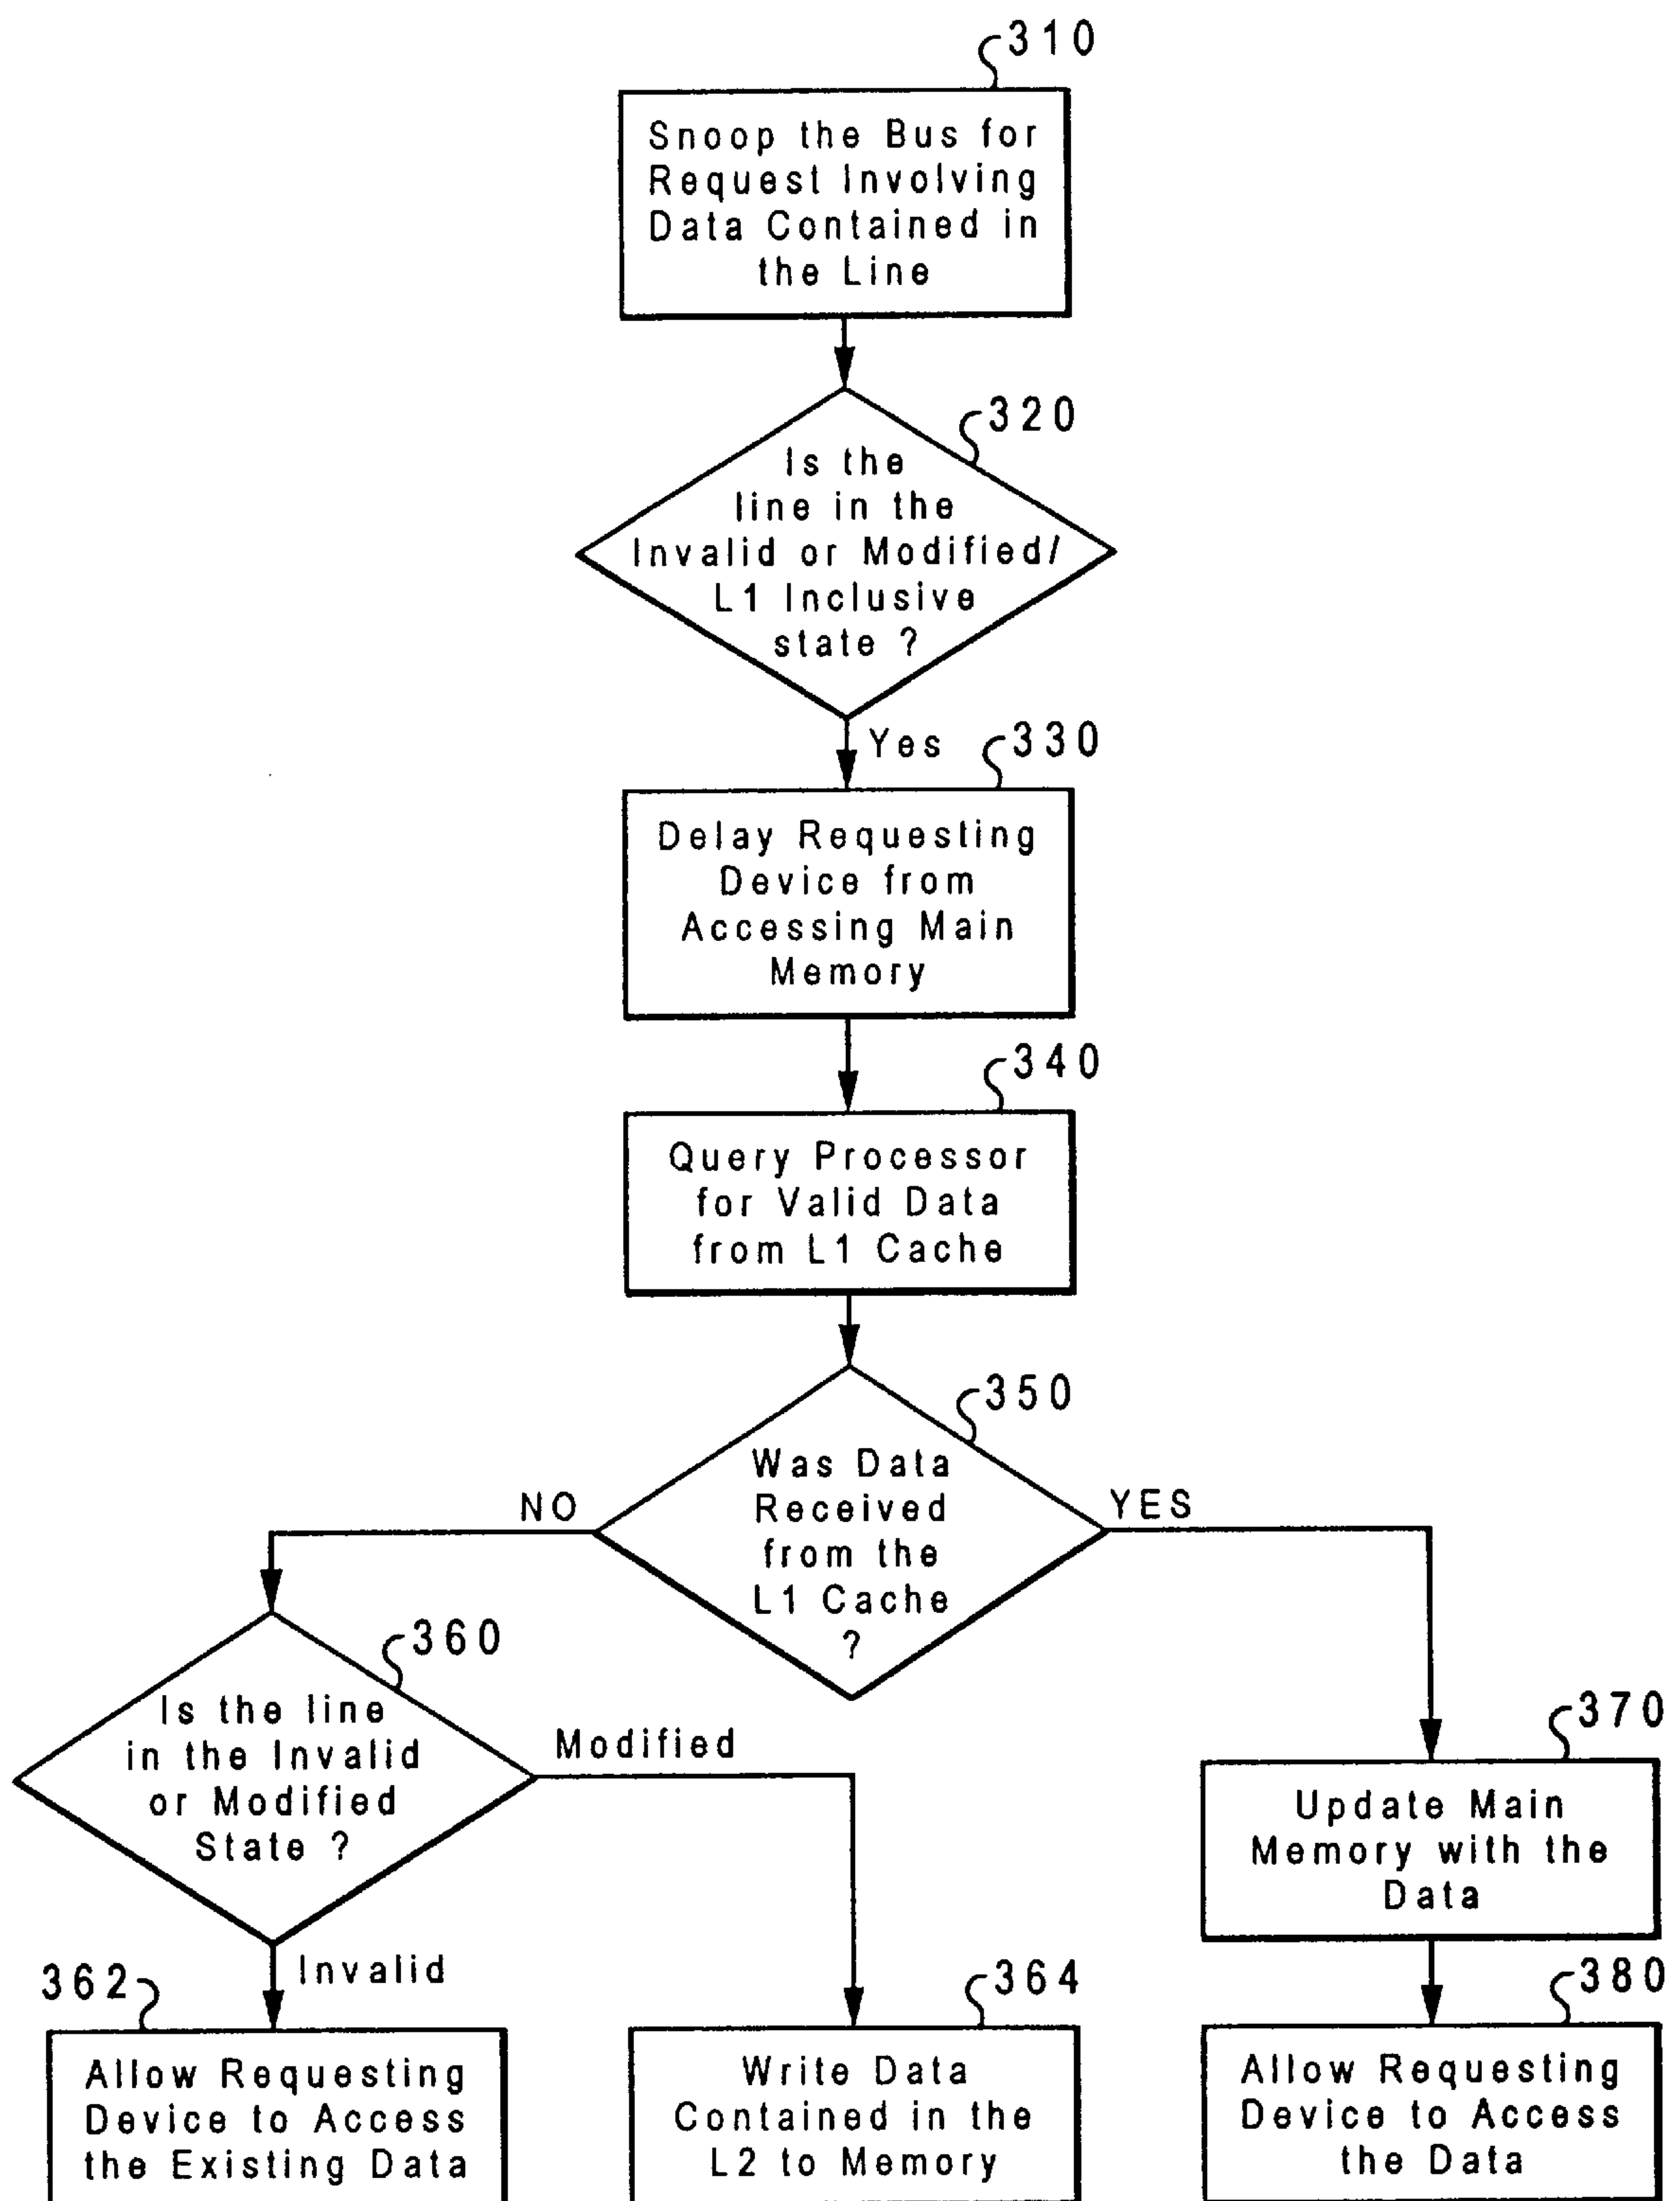 310
Snoop the Bus for
Request Involving
Data Contained in
the Line
320
Is the
line in the
Invalid or Modified/
L1 Inclusive
state ?
Yes
330
Delay Requesting
Device from
Accessing Main
Memory
340
Query Processor
for Valid Data
from L1 Cache
350
Was Data
Received
from the
L1 Cache
?
NO
YES
360
Is the line
in the Invalid
or Modified
State ?
Modified
Invalid
370
Update Main
Memory with the
Data
362
Allow Requesting
Device to Access
the Existing Data
364
Write Data
Contained in the
L2 to Memory
380
Allow Requesting
Device to Access
the Data